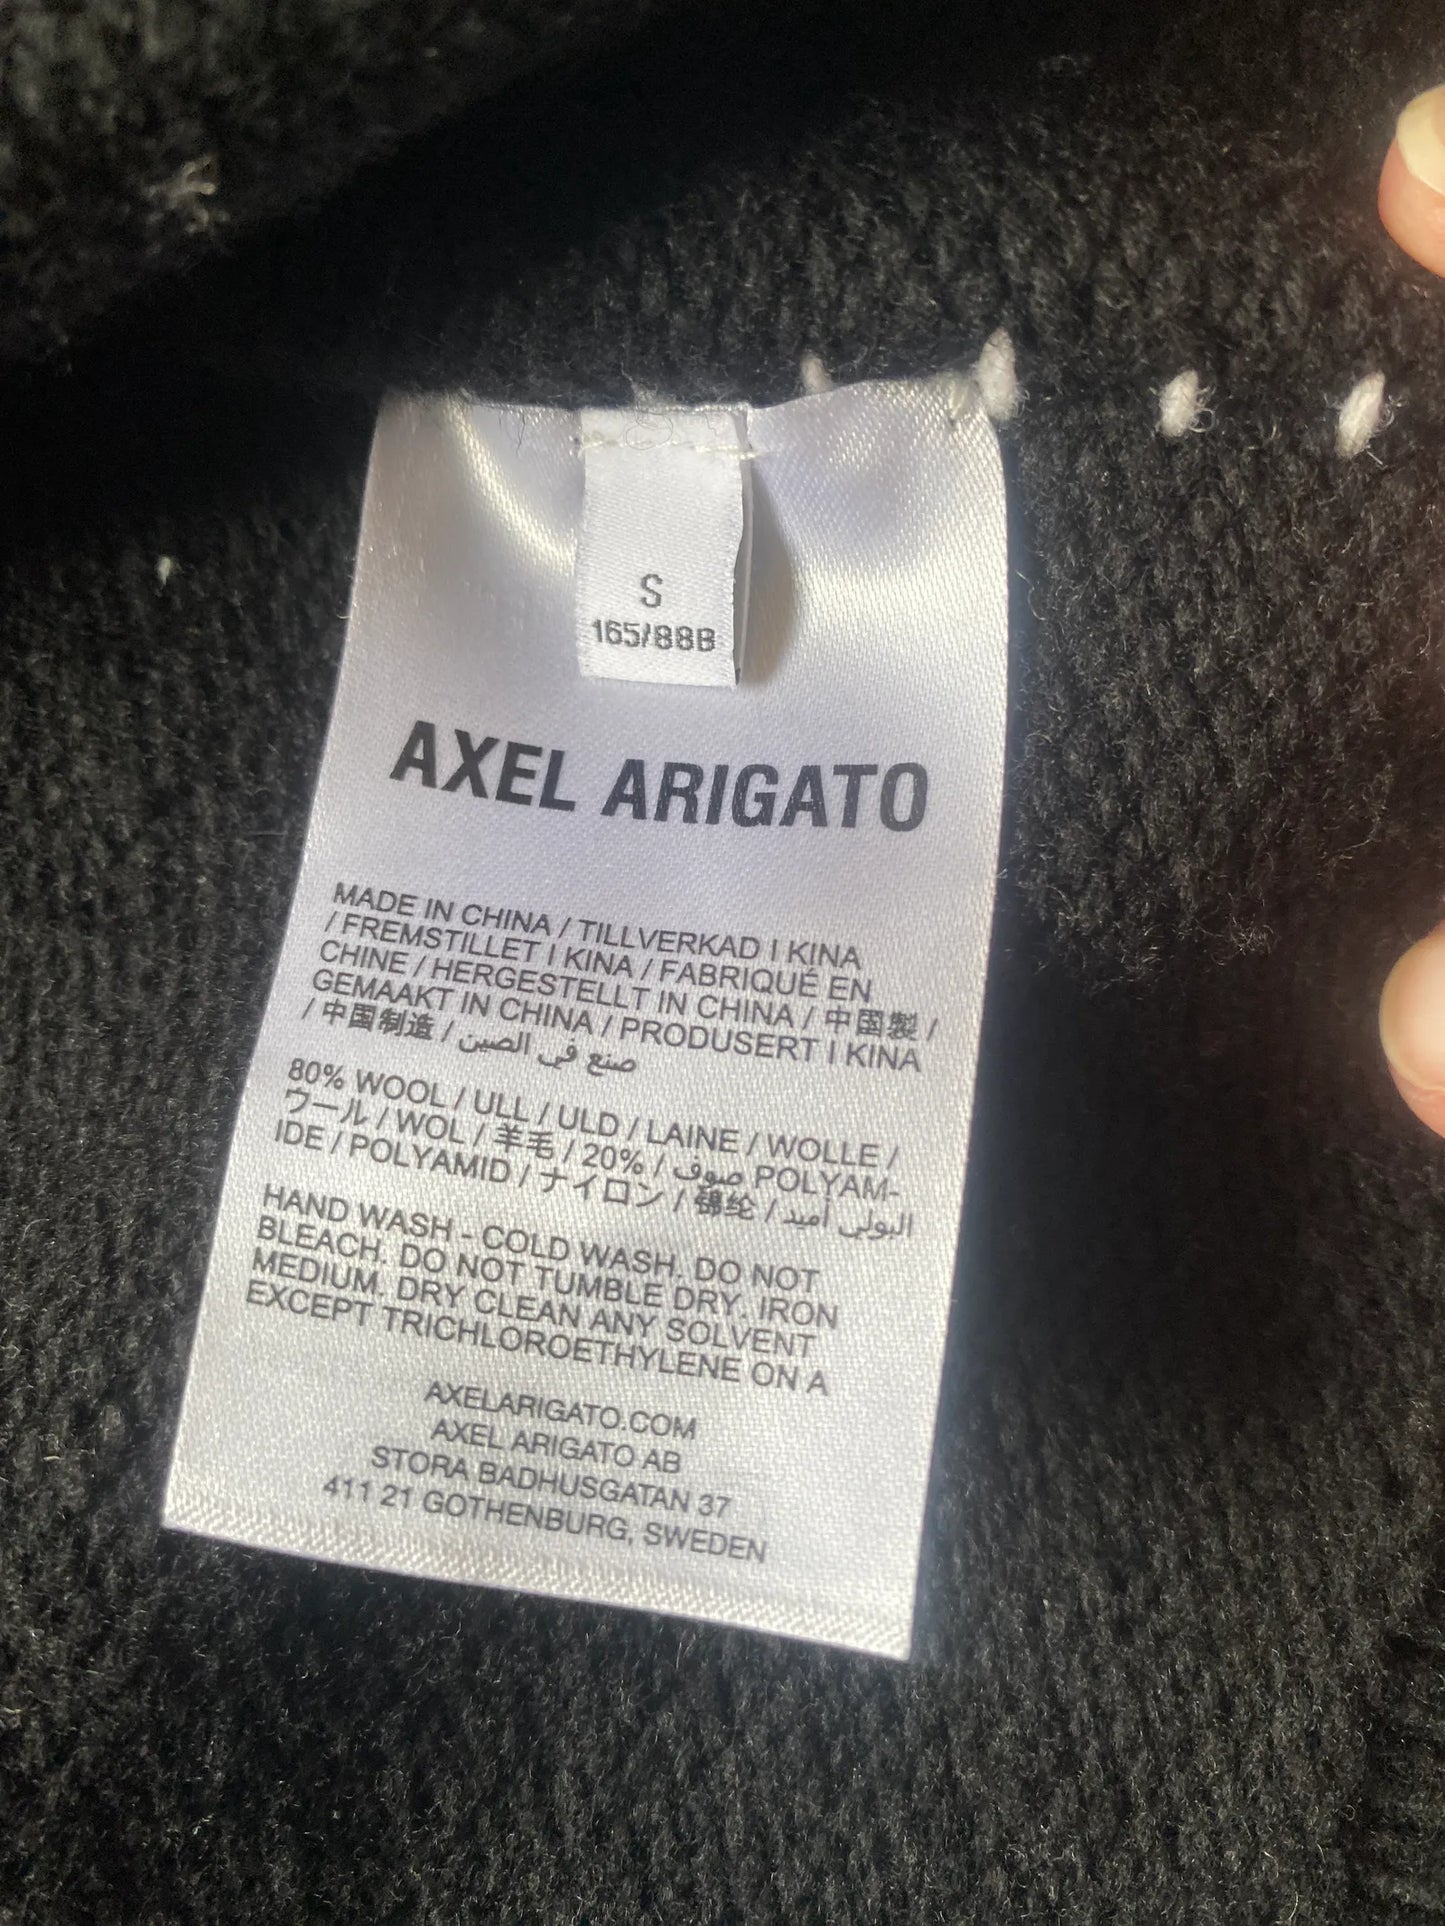 S
165/88B
AXEL ARIGATO
MADE IN CHINA / TILLVERKAD I KINA
/ FREMSTILLET I KINA / FABRIQUÉ EN
CHINE / HERGESTELLT IN CHINA / 中国製 /
GEMAAKT IN CHINA / PRODUSERT I KINA
/ 中国制造 / صنع في الصين
80% WOOL / ULL / ULD / LAINE / WOLLE /
ウール / WOL / 羊毛 / 20% / صوف POLYAM-
IDE / POLYAMID / ナイロン / 锦纶 / البولي أميد
HAND WASH - COLD WASH. DO NOT
BLEACH. DO NOT TUMBLE DRY. IRON
MEDIUM. DRY CLEAN ANY SOLVENT
EXCEPT TRICHLOROETHYLENE ON A
AXELARIGATO.COM
AXEL ARIGATO AB
STORA BADHUSGATAN 37
411 21 GOTHENBURG, SWEDEN